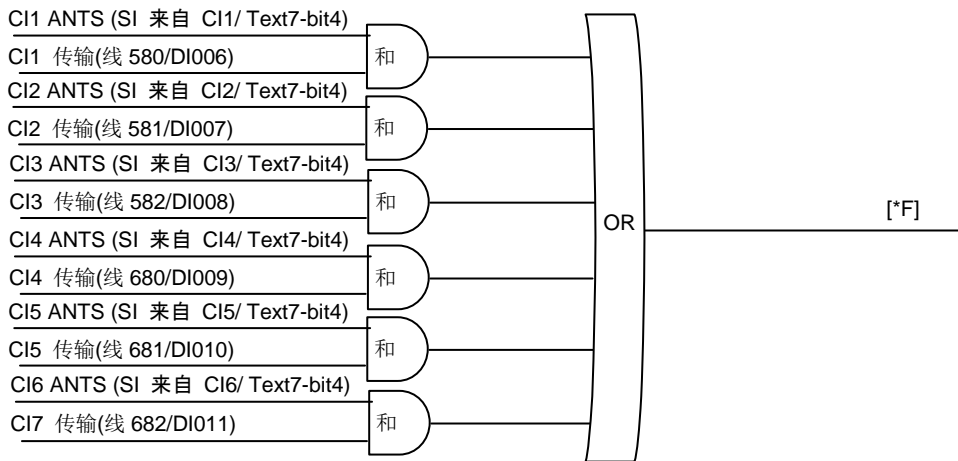 CI1 ANTS (SI 来自 CI1/ Text7-bit4)
和
CI1 传输(线 580/DI006)
CI2 ANTS (SI 来自 CI2/ Text7-bit4)
和
CI2 传输(线 581/DI007)
CI3 ANTS (SI 来自 CI3/ Text7-bit4)
和
CI3 传输(线 582/DI008)
OR
[*F]
CI4 ANTS (SI 来自 CI4/ Text7-bit4)
和
CI4 传输(线 680/DI009)
CI5 ANTS (SI 来自 CI5/ Text7-bit4)
和
CI5 传输(线 681/DI010)
CI6 ANTS (SI 来自 CI6/ Text7-bit4)
和
CI7 传输(线 682/DI011)